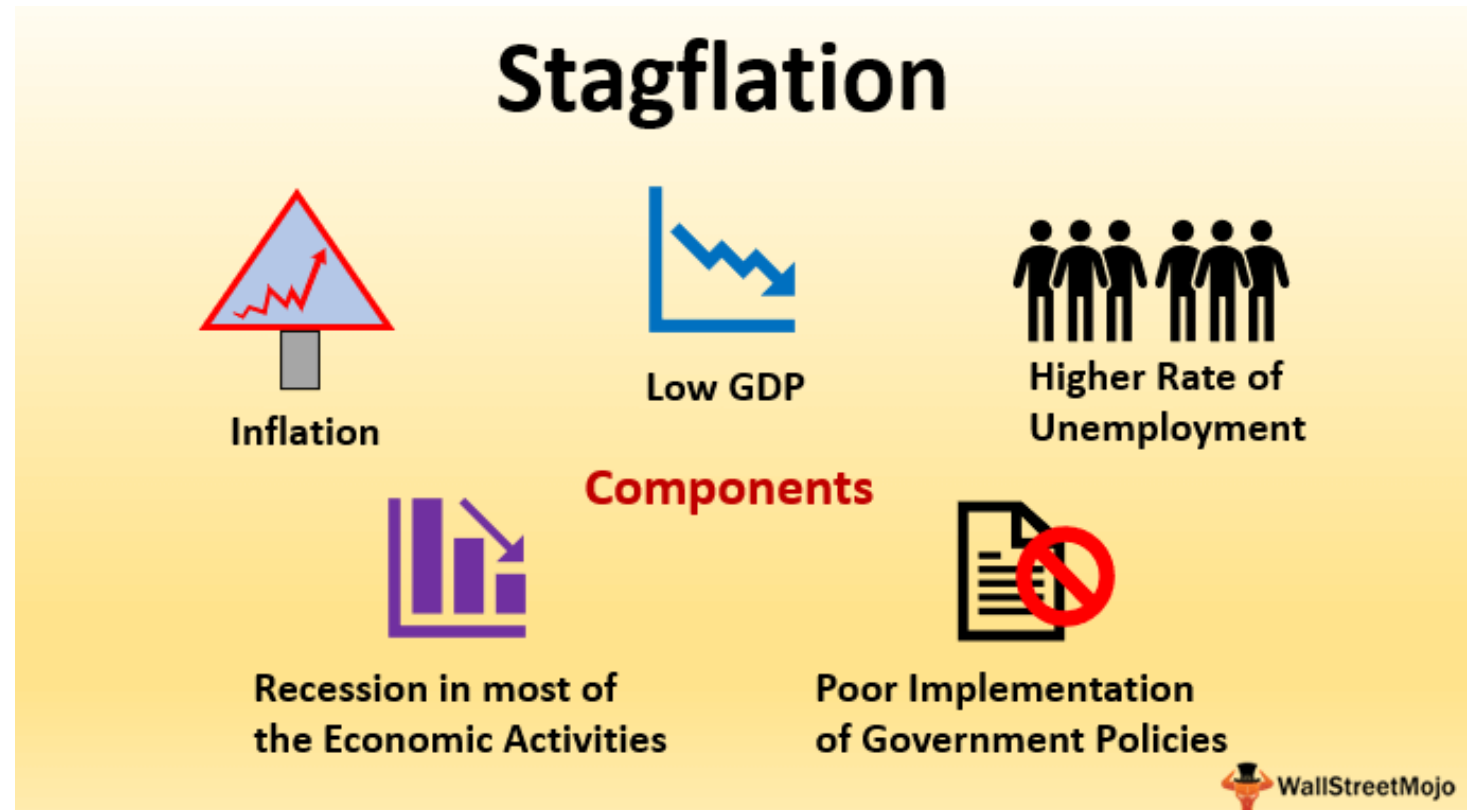 Stagflation
Inflation
Low GDP
Higher Rate of
Unemployment
Components
Recession in most of
the Economic Activities
Poor Implementation
of Government Policies
WallStreetMojo